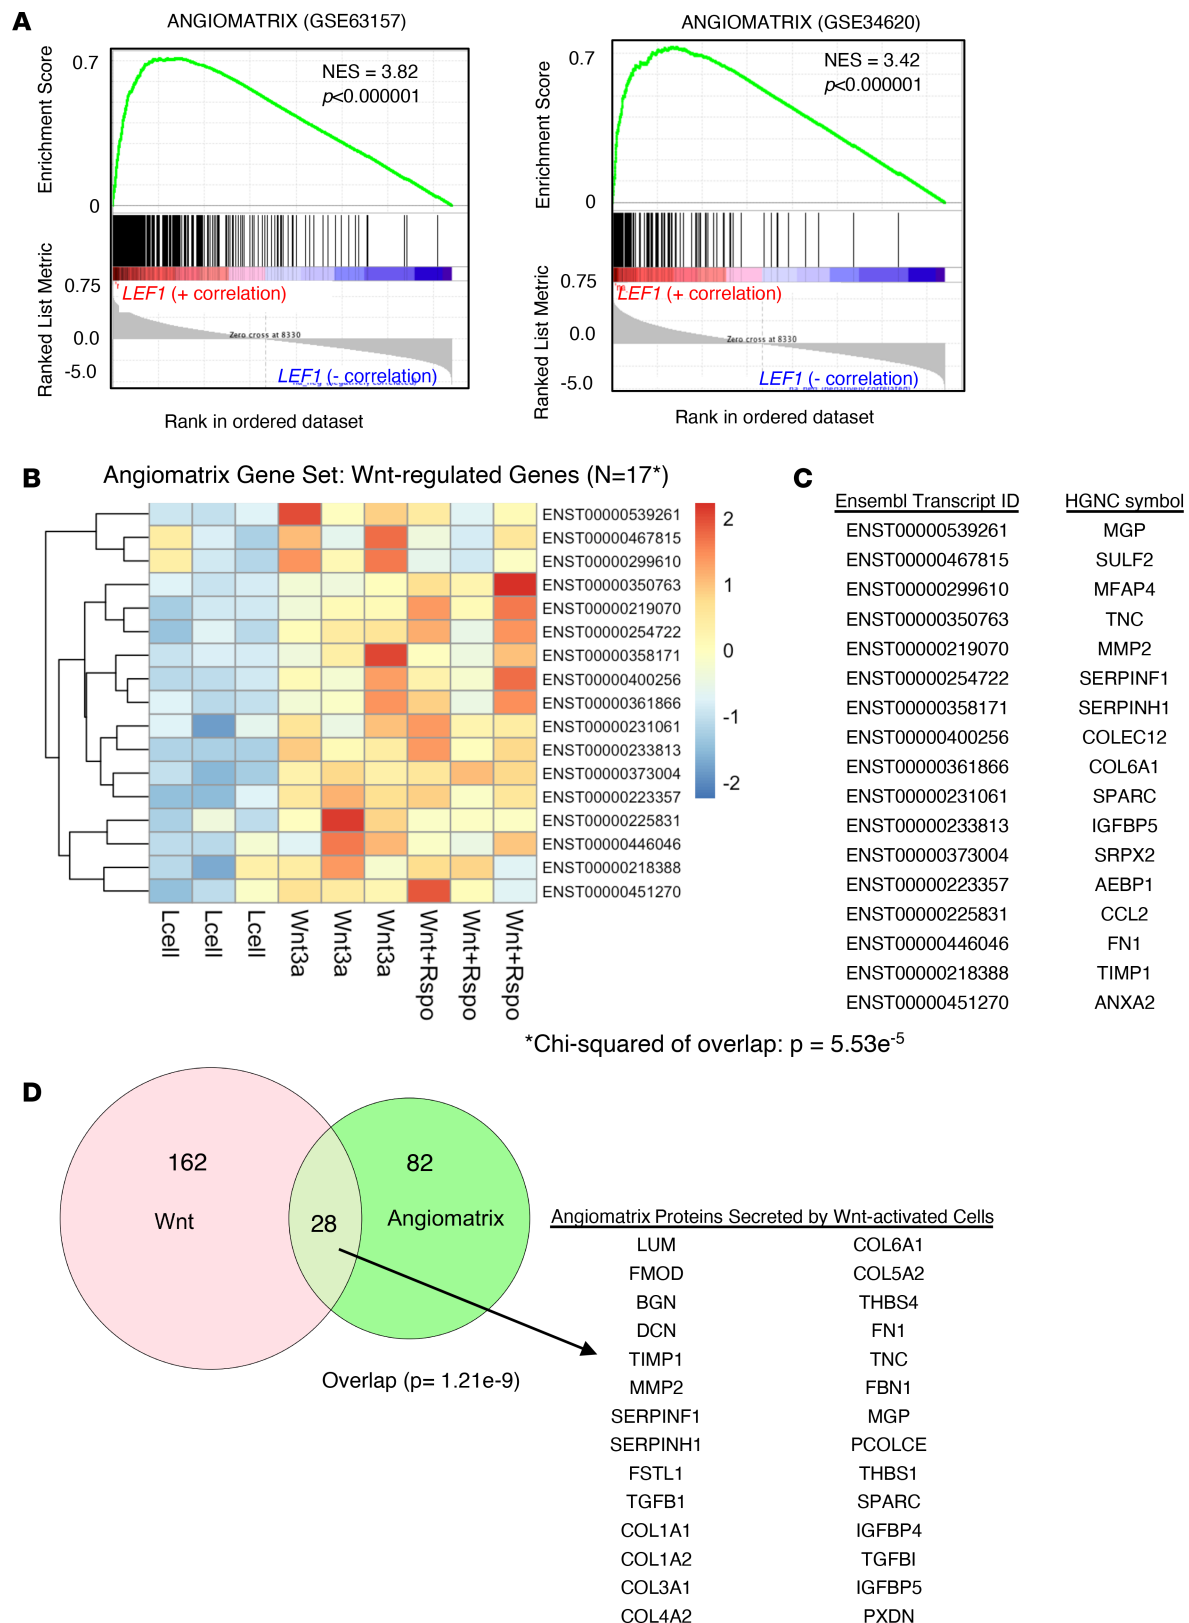 A
ANGIOMATRIX (GSE63157)
Enrichment Score
0.7
0
NES = 3.82
p<0.000001
Ranked List Metric
0.75
0.0
-5.0
LEF1 (+ correlation)
Zero cross at 8330
LEF1 (- correlation)
Rank in ordered dataset
ANGIOMATRIX (GSE34620)
Enrichment Score
0.7
0
NES = 3.42
p<0.000001
Ranked List Metric
0.75
0.0
-5.0
LEF1 (+ correlation)
Zero cross at 8330
LEF1 (- correlation)
Rank in ordered dataset
B
Angiomatrix Gene Set: Wnt-regulated Genes (N=17*)
ENST00000539261
ENST00000467815
ENST00000299610
ENST00000350763
ENST00000219070
ENST00000254722
ENST00000358171
ENST00000400256
ENST00000361866
ENST00000231061
ENST00000233813
ENST00000373004
ENST00000223357
ENST00000225831
ENST00000446046
ENST00000218388
ENST00000451270
2
1
0
-1
-2
Lcell
Lcell
Lcell
Wnt3a
Wnt3a
Wnt3a
Wnt+Rspo
Wnt+Rspo
Wnt+Rspo
C
Ensembl Transcript ID HGNC symbol
ENST00000539261 MGP
ENST00000467815 SULF2
ENST00000299610 MFAP4
ENST00000350763 TNC
ENST00000219070 MMP2
ENST00000254722 SERPINF1
ENST00000358171 SERPINH1
ENST00000400256 COLEC12
ENST00000361866 COL6A1
ENST00000231061 SPARC
ENST00000233813 IGFBP5
ENST00000373004 SRPX2
ENST00000223357 AEBP1
ENST00000225831 CCL2
ENST00000446046 FN1
ENST00000218388 TIMP1
ENST00000451270 ANXA2
*Chi-squared of overlap: p = 5.53e-5
D
162
Wnt
28
82
Angiomatrix
Overlap (p= 1.21e-9)
Angiomatrix Proteins Secreted by Wnt-activated Cells
LUM COL6A1
FMOD COL5A2
BGN THBS4
DCN FN1
TIMP1 TNC
MMP2 FBN1
SERPINF1 MGP
SERPINH1 PCOLCE
FSTL1 THBS1
TGFB1 SPARC
COL1A1 IGFBP4
COL1A2 TGFBI
COL3A1 IGFBP5
COL4A2 PXDN